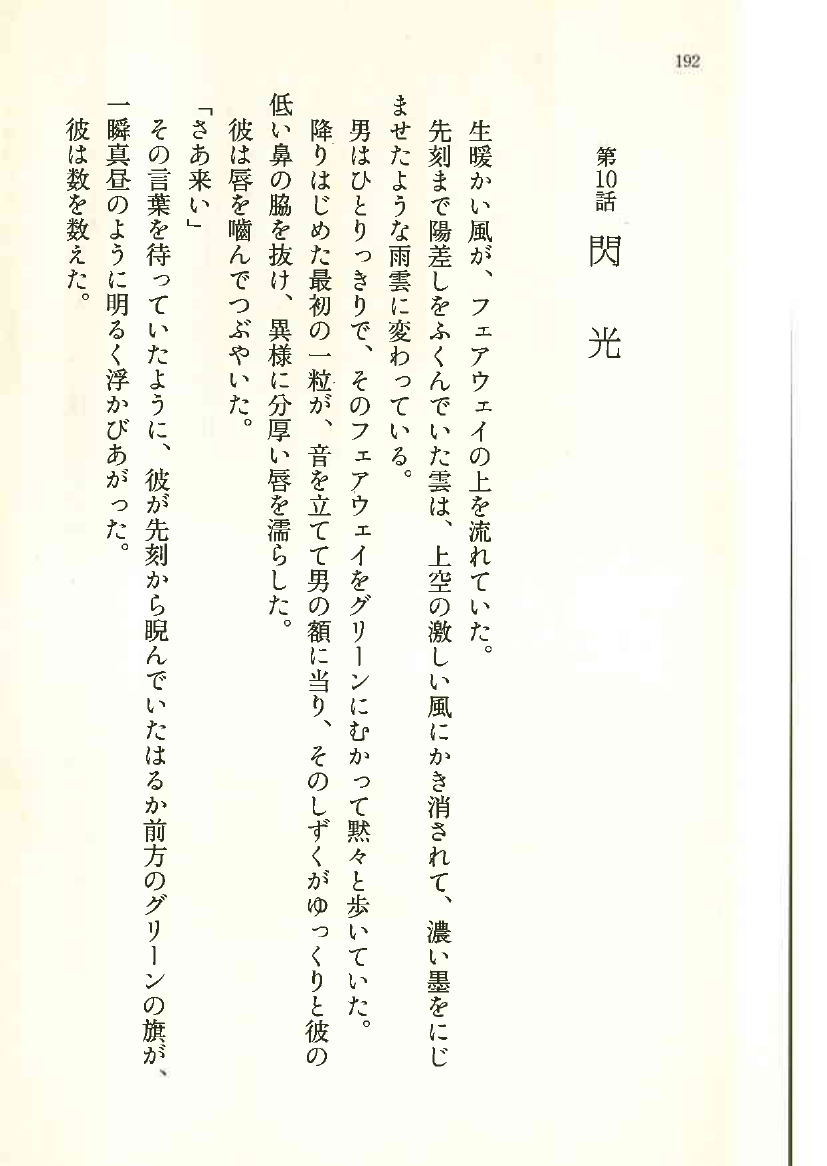 192
第10話 閃光
生暖かい風が、フェアウェイの上を流れていた。
先刻まで陽差しをふくんでいた雲は、上空の激しい風にかき消されて、濃い墨をにじ
ませたような雨雲に変わっている。
男はひとりっきりで、そのフェアウェイをグリーンにむかって黙々と歩いていた。
降りはじめた最初の一粒が、音を立てて男の額に当り、そのしずくがゆっくりと彼の
低い鼻の脇を抜け、異様に分厚い唇を濡らした。
彼は唇を嚙んでつぶやいた。
「さあ来い」
その言葉を待っていたように、彼が先刻から睨んでいたはるか前方のグリーンの旗が、
一瞬真昼のように明るく浮かびあがった。
彼は数を数えた。